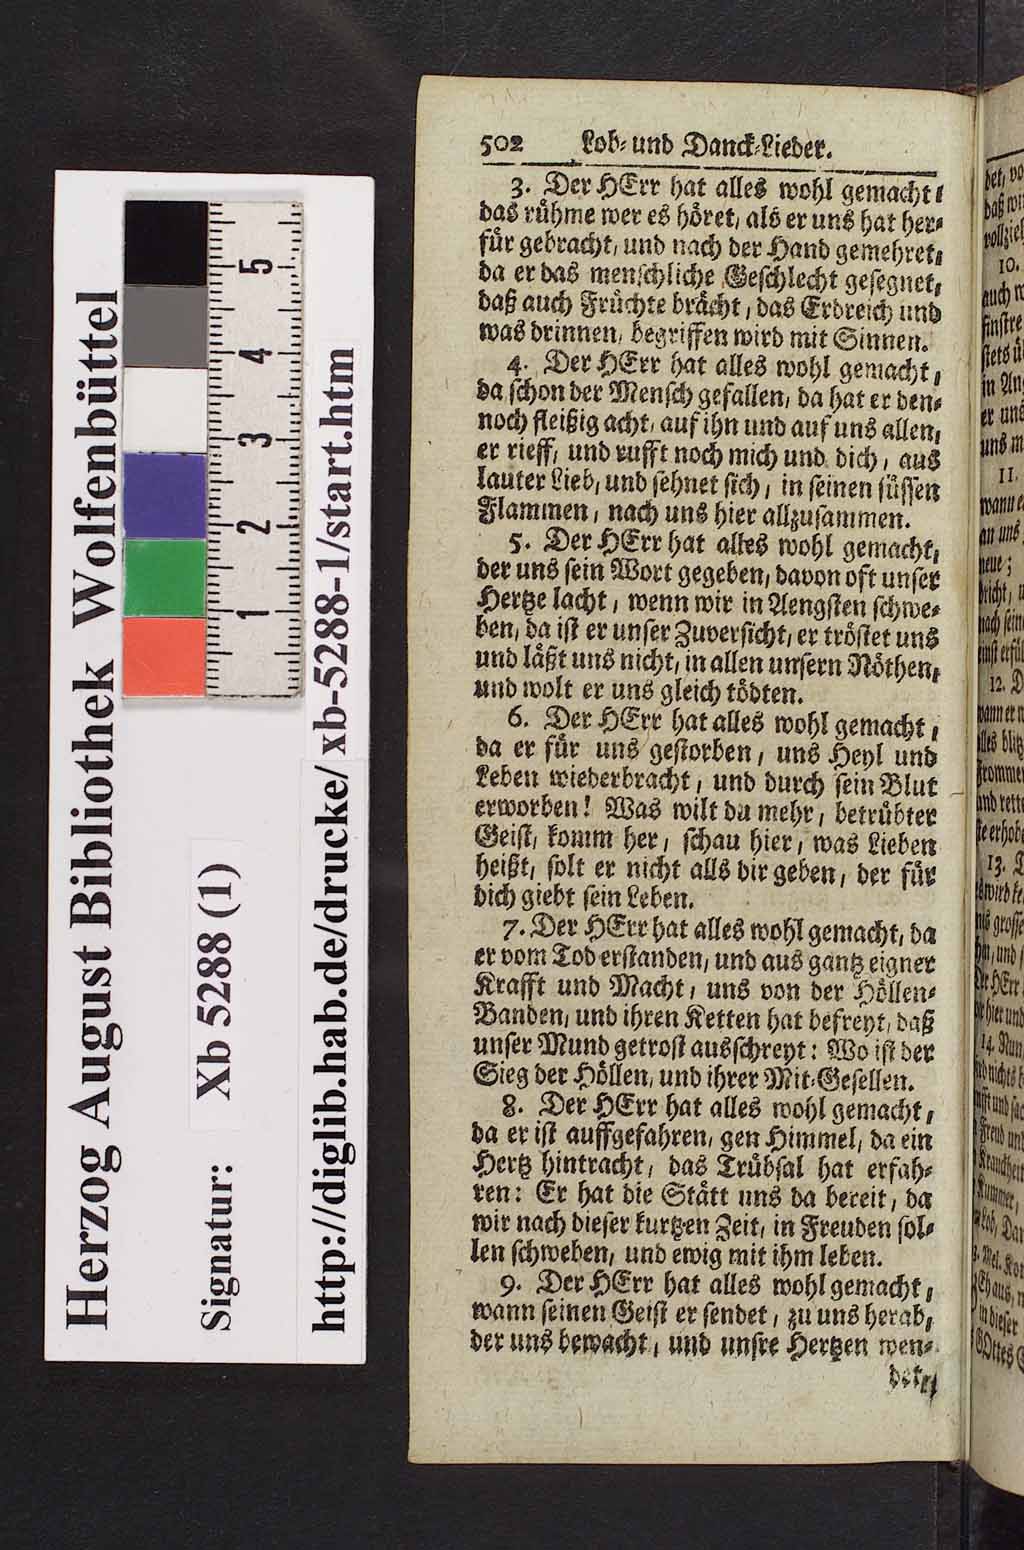 502 Lob- und Danck-Lieder.
3. Der HErr hat alles wohl gemacht,
das rühme wer es höret, als er uns hat her-
für gebracht, und nach der Hand gemehret,
da er das menschliche Geschlecht gesegnet,
daß auch Früchte brächt, das Erdreich und
was drinnen, begriffen wird mit Sinnen.
4. Der HErr hat alles wohl gemacht,
da schon der Mensch gefallen, da hat er den-
noch fleißig acht, auf ihn und auf uns allen,
er rieff, und rufft noch mich und dich, aus
lauter Lieb, und sehnet sich, in seinen süssen
Flammen, nach uns hier allzusammen.
5. Der HErr hat alles wohl gemacht,
der uns sein Wort gegeben, davon oft unser
Hertze lacht, wenn wir in Aengsten schwe-
ben, da ist er unser Zuversicht, er tröstet uns
und läßt uns nicht, in allen unsern Nöthen,
und wolt er uns gleich tödten.
6. Der HErr hat alles wohl gemacht,
da er für uns gestorben, uns Heyl und
Leben wiederbracht, und durch sein Blut
erworben! Was wilt du mehr, betrübter
Geist, komm her, schau hier, was Lieben
heißt, solt er nicht alls dir geben, der für
dich giebt sein Leben.
7. Der HErr hat alles wohl gemacht, da
er vom Tod erstanden, und aus gantz eigner
Krafft und Macht, uns von der Höllen-
Banden, und ihren Ketten hat befreyt, daß
unser Mund getrost ausschreyt: Wo ist der
Sieg der Höllen, und ihrer Mit-Gesellen.
8. Der HErr hat alles wohl gemacht,
da er ist auffgefahren, gen Himmel, da ein
Hertz hintracht, das Trübsal hat erfah-
ren: Er hat die Stätt uns da bereit, da
wir nach dieser kurtzen Zeit, in Freuden sol-
len schweben, und ewig mit ihm leben.
9. Der HErr hat alles wohl gemacht,
wann seinen Geist er sendet, zu uns herab,
der uns bewacht, und unsre Hertzen wen-
det,
Herzog August Bibliothek Wolfenbüttel
Signatur: Xb 5288 (1)
http://diglib.hab.de/drucke/xb-5288-1/start.htm
1 2 3 4 5
10.
11.
12. D
13.
14. Nun